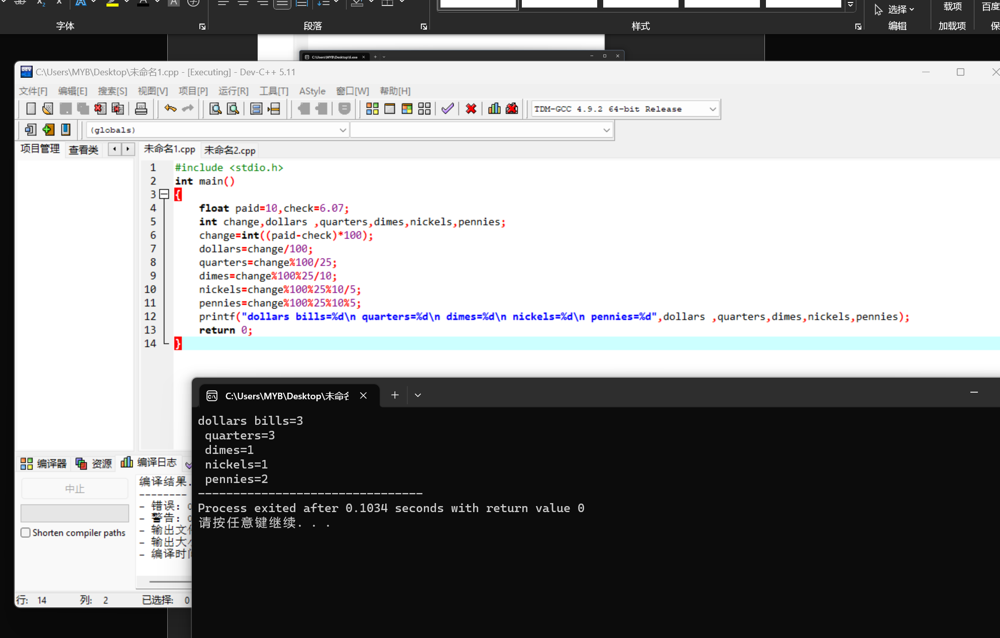 字体
段落
样式
选择
编辑
载项
加载项
百度
保
C:\Users\MYB\Desktop\6.exe
C:\Users\MYB\Desktop\未命名1.cpp - [Executing] - Dev-C++ 5.11
文件[F] 编辑[E] 搜索[S] 视图[V] 项目[P] 运行[R] 工具[T] AStyle 窗口[W] 帮助[H]
TDM-GCC 4.9.2 64-bit Release
(globals)
项目管理 查看类 未命名1.cpp 未命名2.cpp
1 #include <stdio.h>
2 int main()
3 {
4 float paid=10,check=6.07;
5 int change,dollars ,quarters,dimes,nickels,pennies;
6 change=int((paid-check)*100);
7 dollars=change/100;
8 quarters=change%100/25;
9 dimes=change%100%25/10;
10 nickels=change%100%25%10/5;
11 pennies=change%100%25%10%5;
12 printf("dollars bills=%d\n quarters=%d\n dimes=%d\n nickels=%d\n pennies=%d",dollars ,quarters,dimes,nickels,pennies);
13 return 0;
14 }
C:\Users\MYB\Desktop\未命名
dollars bills=3
quarters=3
dimes=1
nickels=1
pennies=2
--------------------------------
Process exited after 0.1034 seconds with return value 0
请按任意键继续. . .
编译器 资源 编译日志
中止
Shorten compiler paths
编译结果.
--------
- 错误: 0
- 警告: 0
- 输出文件
- 输出大小
- 编译时间
行: 14 列: 2 已选择: 0